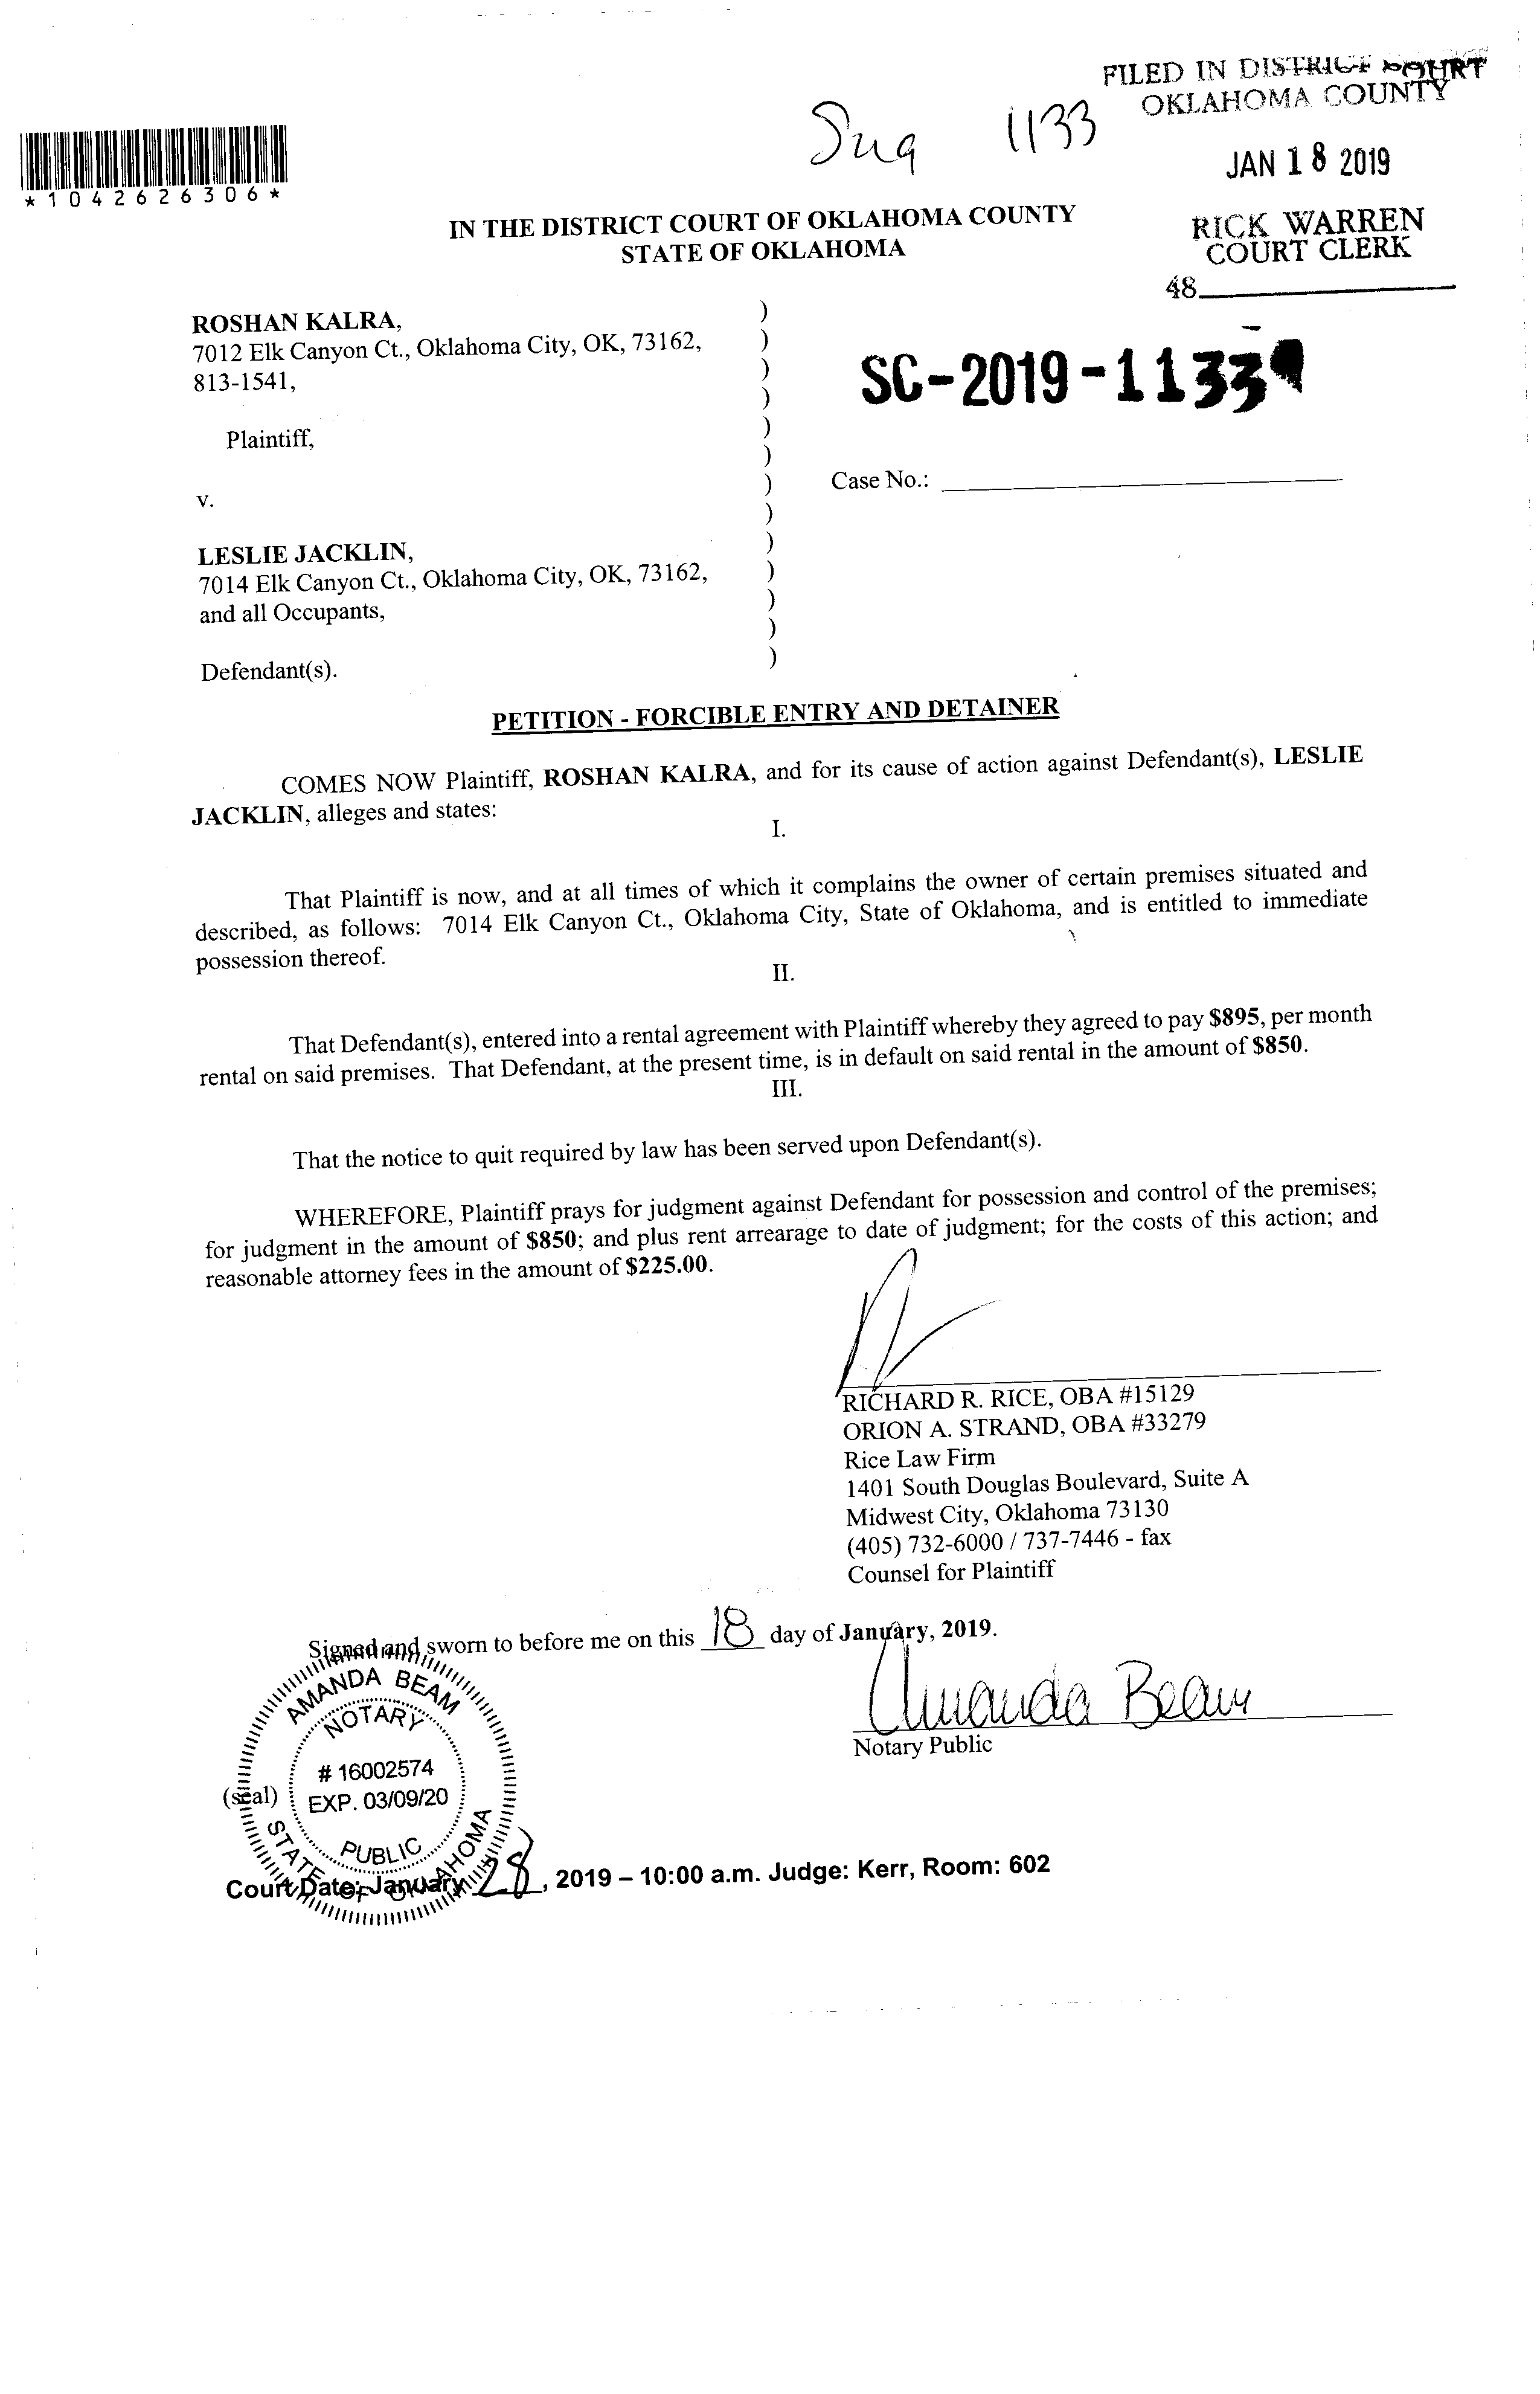 FILED IN DISTRICT COURT
OKLAHOMA COUNTY
1133
JAN 18 2019
*1042626306*
RICK WARREN
COURT CLERK
48
IN THE DISTRICT COURT OF OKLAHOMA COUNTY
STATE OF OKLAHOMA
ROSHAN KALRA,
7012 Elk Canyon Ct., Oklahoma City, OK, 73162,
813-1541,
Plaintiff,
v.
LESLIE JACKLIN,
7014 Elk Canyon Ct., Oklahoma City, OK, 73162,
and all Occupants,
Defendant(s).
)
)
)
)
)
)
)
)
)
)
)
)
)
SC-2019-1133
Case No.:
PETITION - FORCIBLE ENTRY AND DETAINER
COMES NOW Plaintiff, ROSHAN KALRA, and for its cause of action against Defendant(s), LESLIE
JACKLIN, alleges and states:
I.
That Plaintiff is now, and at all times of which it complains the owner of certain premises situated and
described, as follows: 7014 Elk Canyon Ct., Oklahoma City, State of Oklahoma, and is entitled to immediate
possession thereof.
II.
That Defendant(s), entered into a rental agreement with Plaintiff whereby they agreed to pay $895, per month
rental on said premises. That Defendant, at the present time, is in default on said rental in the amount of $850.
III.
That the notice to quit required by law has been served upon Defendant(s).
WHEREFORE, Plaintiff prays for judgment against Defendant for possession and control of the premises;
for judgment in the amount of $850; and plus rent arrearage to date of judgment; for the costs of this action; and
reasonable attorney fees in the amount of $225.00.
RICHARD R. RICE, OBA #15129
ORION A. STRAND, OBA #33279
Rice Law Firm
1401 South Douglas Boulevard, Suite A
Midwest City, Oklahoma 73130
(405) 732-6000 / 737-7446 - fax
Counsel for Plaintiff
Signed and sworn to before me on this 18 day of January, 2019.
Amanda Beam
Notary Public
(seal)
AMANDA BEAM
NOTARY
# 16002574
EXP. 03/09/20
PUBLIC
STATE OF OKLAHOMA
Court Date: January 28, 2019 – 10:00 a.m. Judge: Kerr, Room: 602